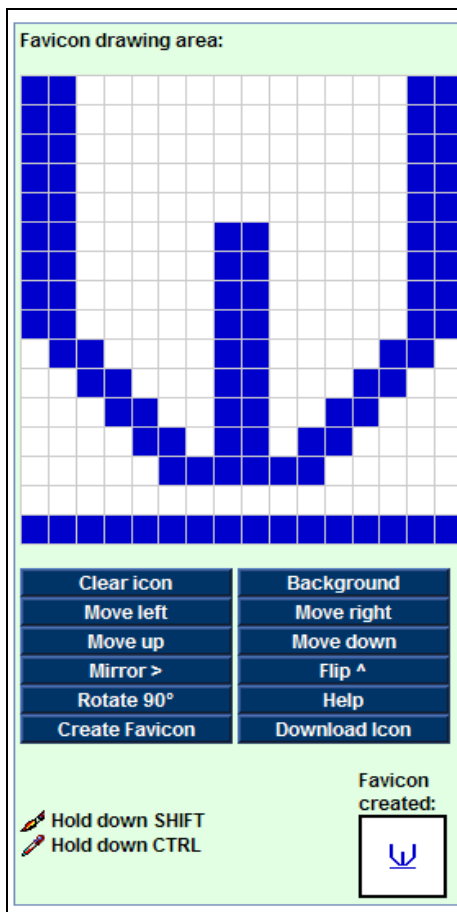 Favicon drawing area:
Clear icon Background
Move left Move right
Move up Move down
Mirror > Flip ^
Rotate 90° Help
Create Favicon Download Icon
Favicon
created:
Hold down SHIFT
Hold down CTRL
W